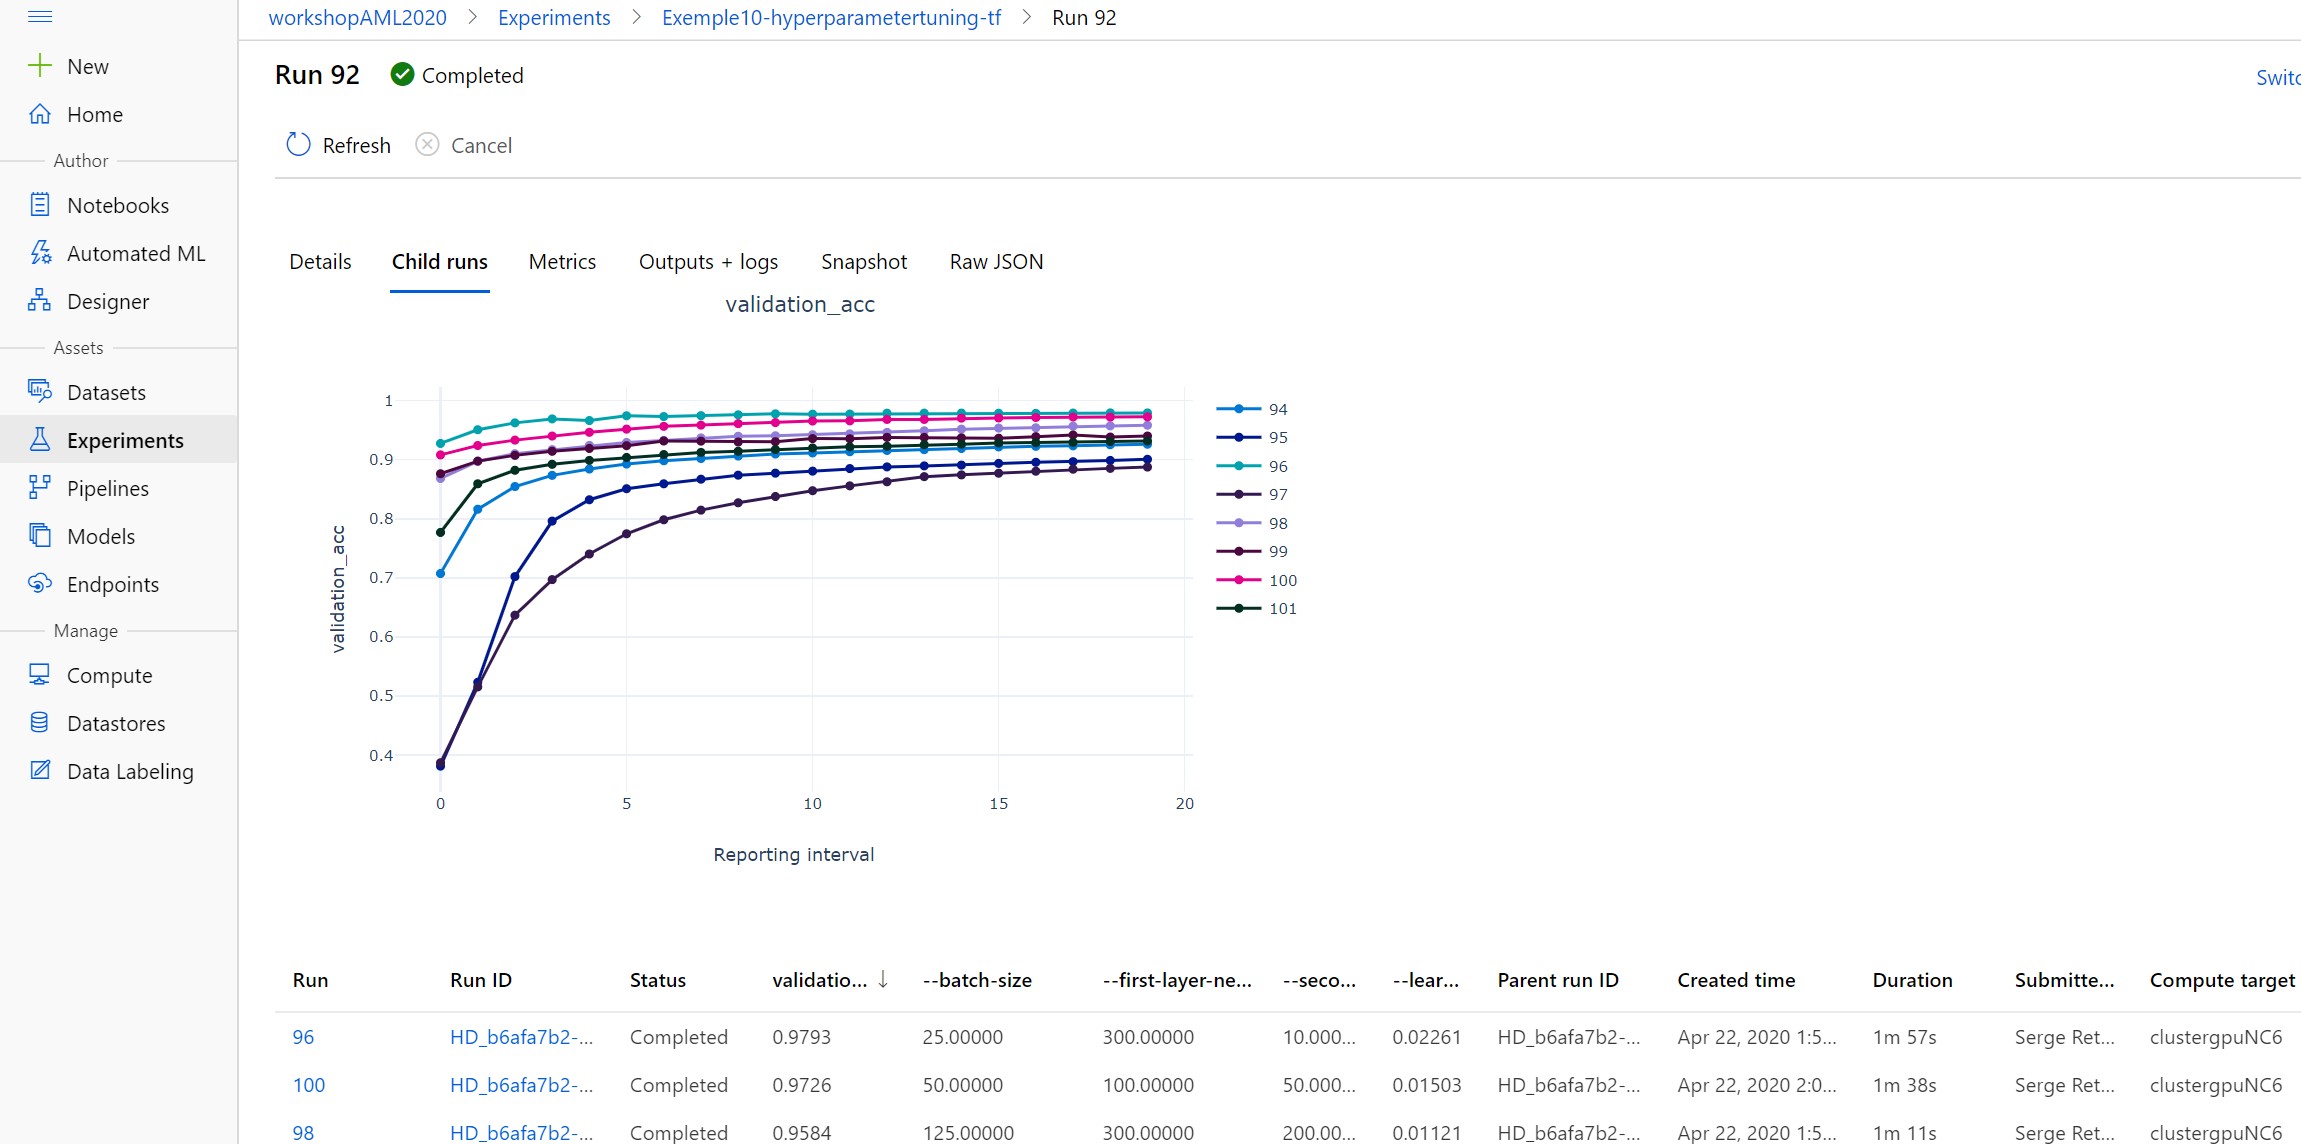 workshopAML2020 > Experiments > Exemple10-hyperparametertuning-tf > Run 92
Run 92 Completed
Switc
Refresh Cancel
New
Home
Author
Notebooks
Automated ML
Designer
Assets
Datasets
Experiments
Pipelines
Models
Endpoints
Manage
Compute
Datastores
Data Labeling
Details Child runs Metrics Outputs + logs Snapshot Raw JSON
validation_acc
validation_acc
1
0.9
0.8
0.7
0.6
0.5
0.4
0 5 10 15 20
Reporting interval
94
95
96
97
98
99
100
101
Run Run ID Status validatio... ↓ --batch-size --first-layer-ne... --seco... --lear... Parent run ID Created time Duration Submitte... Compute target
96 HD_b6afa7b2-... Completed 0.9793 25.00000 300.00000 10.000... 0.02261 HD_b6afa7b2-... Apr 22, 2020 1:5... 1m 57s Serge Ret... clustergpuNC6
100 HD_b6afa7b2-... Completed 0.9726 50.00000 100.00000 50.000... 0.01503 HD_b6afa7b2-... Apr 22, 2020 2:0... 1m 38s Serge Ret... clustergpuNC6
98 HD_b6afa7b2-... Completed 0.9584 125.00000 300.00000 200.00... 0.01121 HD_b6afa7b2-... Apr 22, 2020 1:5... 1m 11s Serge Ret... clustergpuNC6